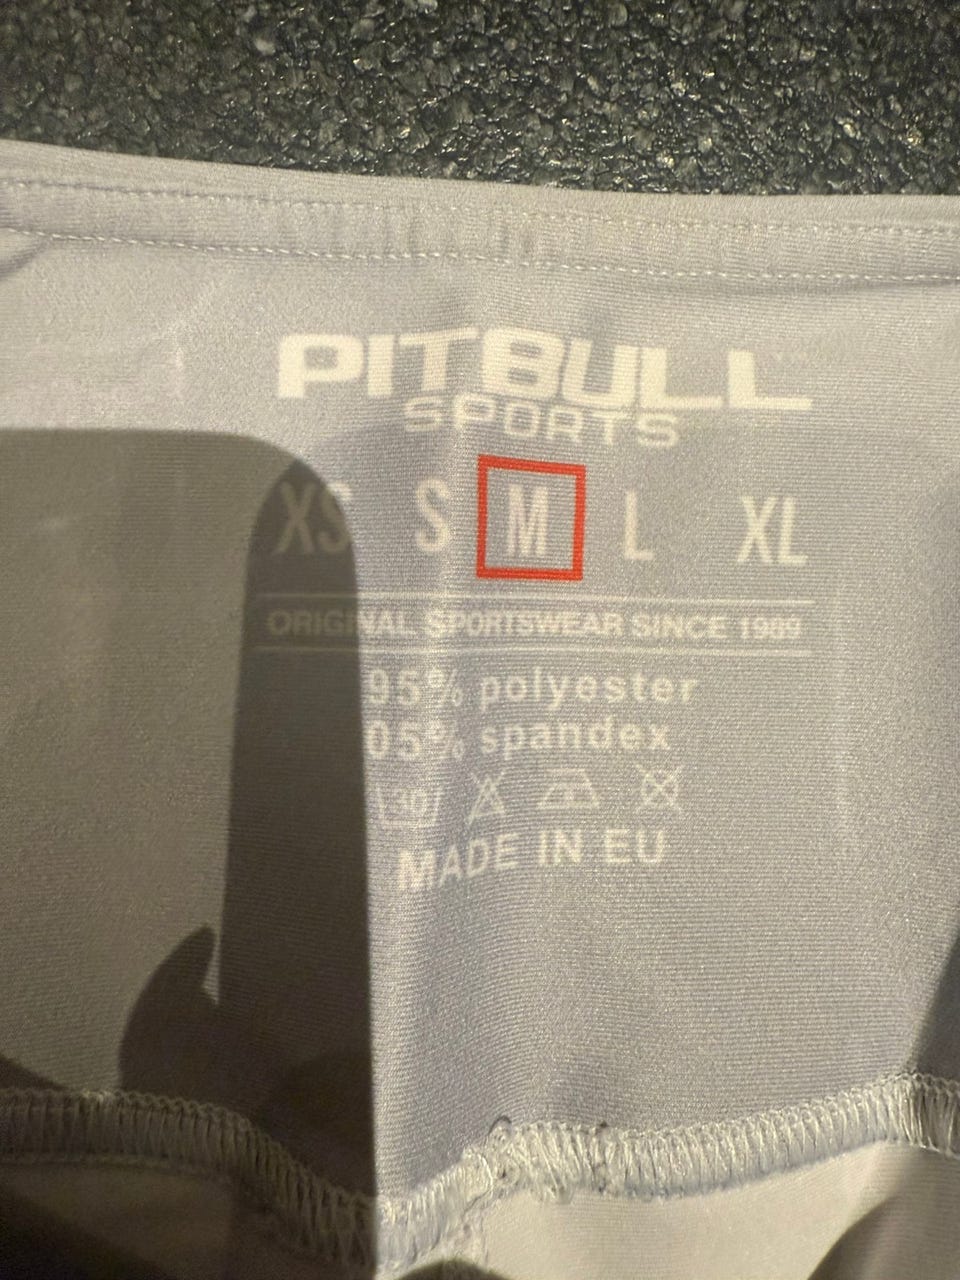 PITBULL
SPORTS
XS S M L XL
ORIGINAL SPORTSWEAR SINCE 1989
95% polyester
05% spandex
30
MADE IN EU